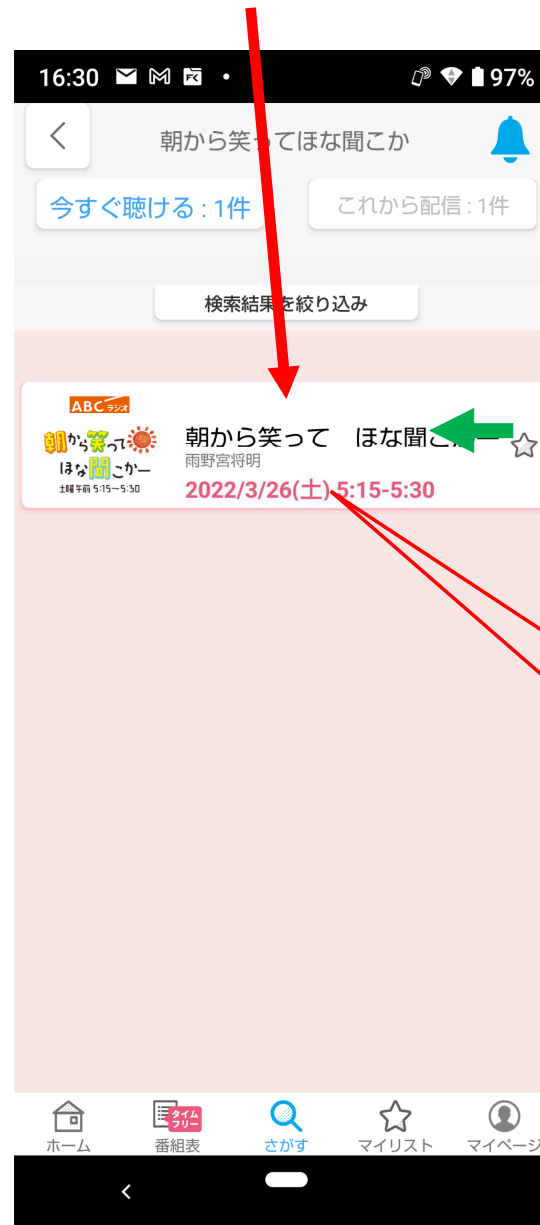 16:30
97%
朝から笑ってほな聞こか
今すぐ聴ける : 1件
これから配信 : 1件
検索結果を絞り込み
ABCラジオ
朝から笑って
ほな聞こかー
土曜午前 5:15～5:30
朝から笑って ほな聞こかー
雨野宮将明
2022/3/26(土) 5:15-5:30
ホーム
番組表
タイムフリー
さがす
マイリスト
マイページ